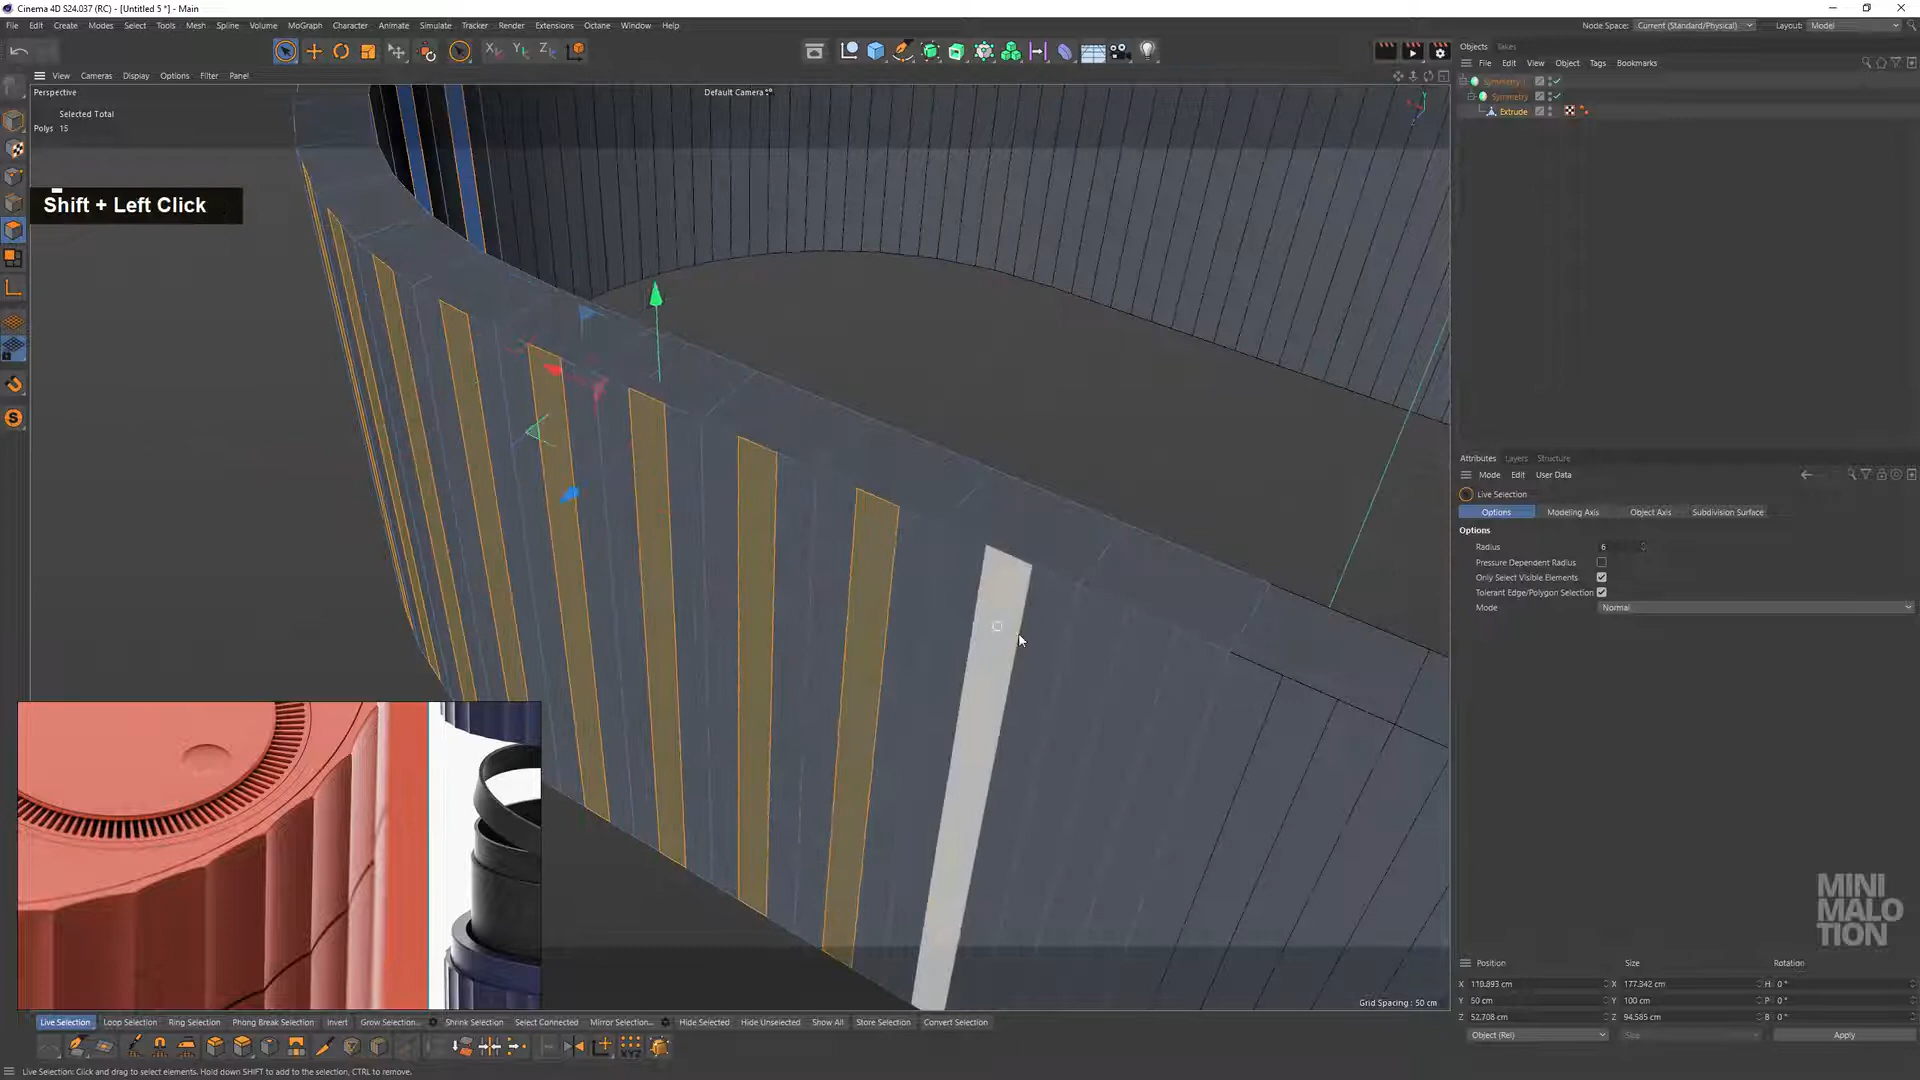 Cinema 4D S24.037 (RC) - [Untitled 5 *] - Main
File Edit Create Modes Select Tools Mesh Spline Volume MoGraph Character Animate Simulate Tracker Render Extensions Octane Window Help
Node Space: Current (Standard/Physical) Layout: Model
View Cameras Display Options Filter Panel
Perspective
Default Camera
Selected Total
Polys 15
Shift + Left Click
Grid Spacing : 50 cm
Objects Takes
File Edit View Object Tags Bookmarks
Symmetry
Symmetry
Extrude
Attributes Layers Structure
Mode Edit User Data
Live Selection
Options Modeling Axis Object Axis Subdivision Surface
Options
Radius 6
Pressure Dependent Radius
Only Select Visible Elements
Tolerant Edge/Polygon Selection
Mode Normal
MINI
MALO
TION
Position Size Rotation
X 119.893 cm X 177.342 cm H 0°
Y 50 cm Y 100 cm P 0°
Z 52.708 cm Z 94.585 cm B 0°
Object (Rel) Size Apply
Live Selection Loop Selection Ring Selection Phong Break Selection Invert Grow Selection... Shrink Selection Select Connected Mirror Selection... Hide Selected Hide Unselected Show All Store Selection Convert Selection
Live Selection: Click and drag to select elements. Hold down SHIFT to add to the selection, CTRL to remove.